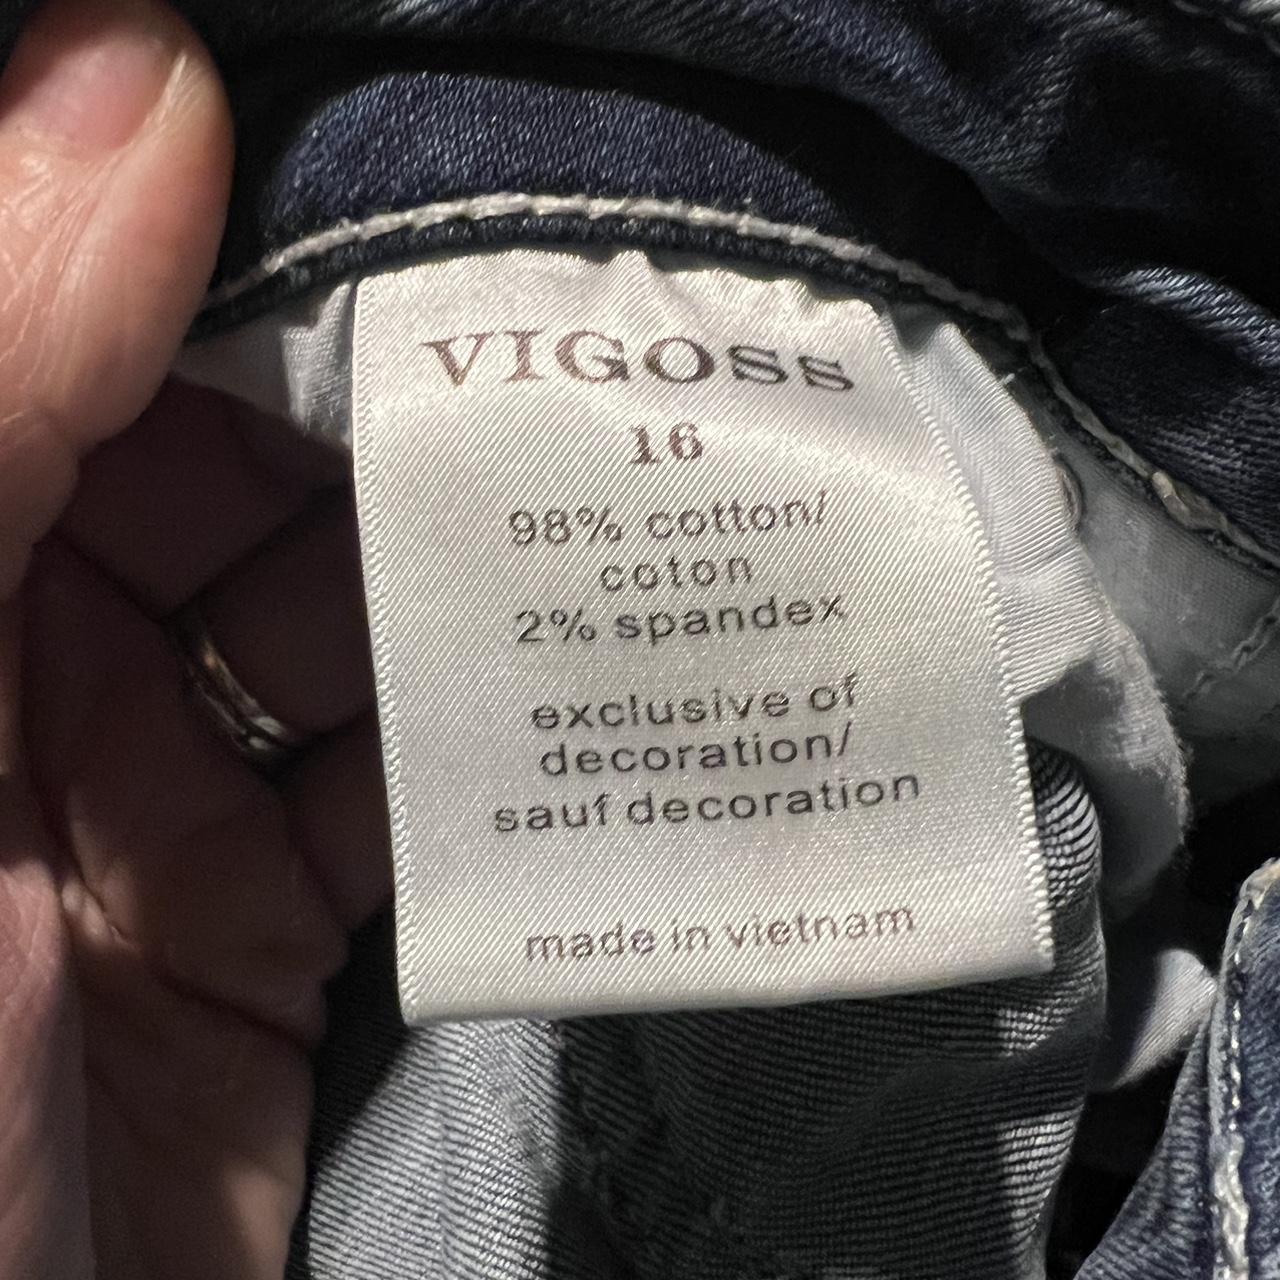 VIGOSS
16
98% cotton/
coton
2% spandex
exclusive of
decoration/
sauf decoration
made in vietnam